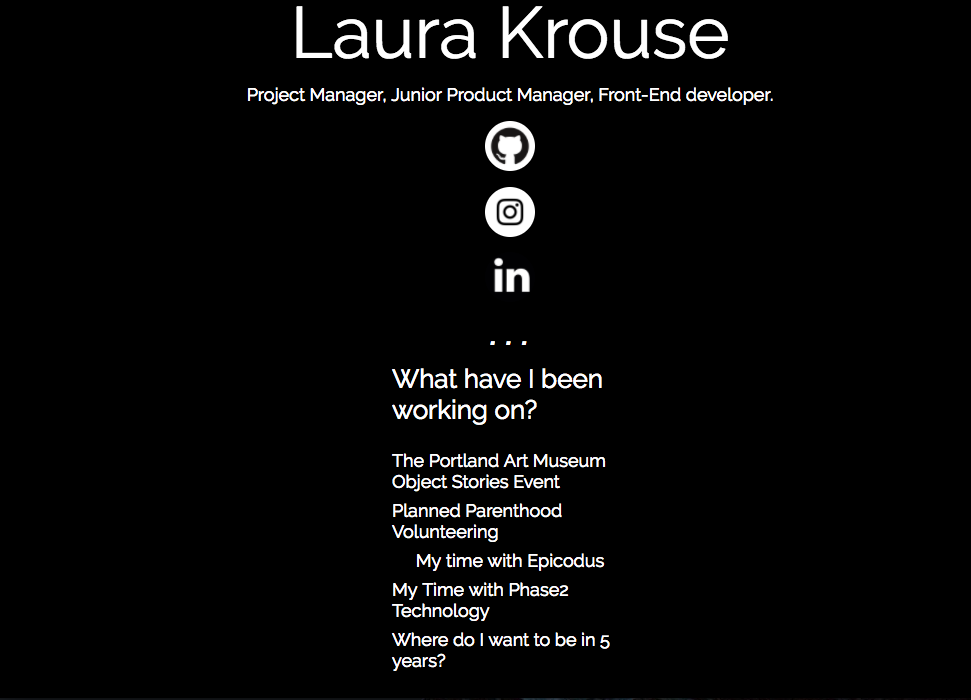 Laura Krouse
Project Manager, Junior Product Manager, Front-End developer.
in
. . .
What have I been
working on?
The Portland Art Museum
Object Stories Event
Planned Parenthood
Volunteering
My time with Epicodus
My Time with Phase2
Technology
Where do I want to be in 5
years?